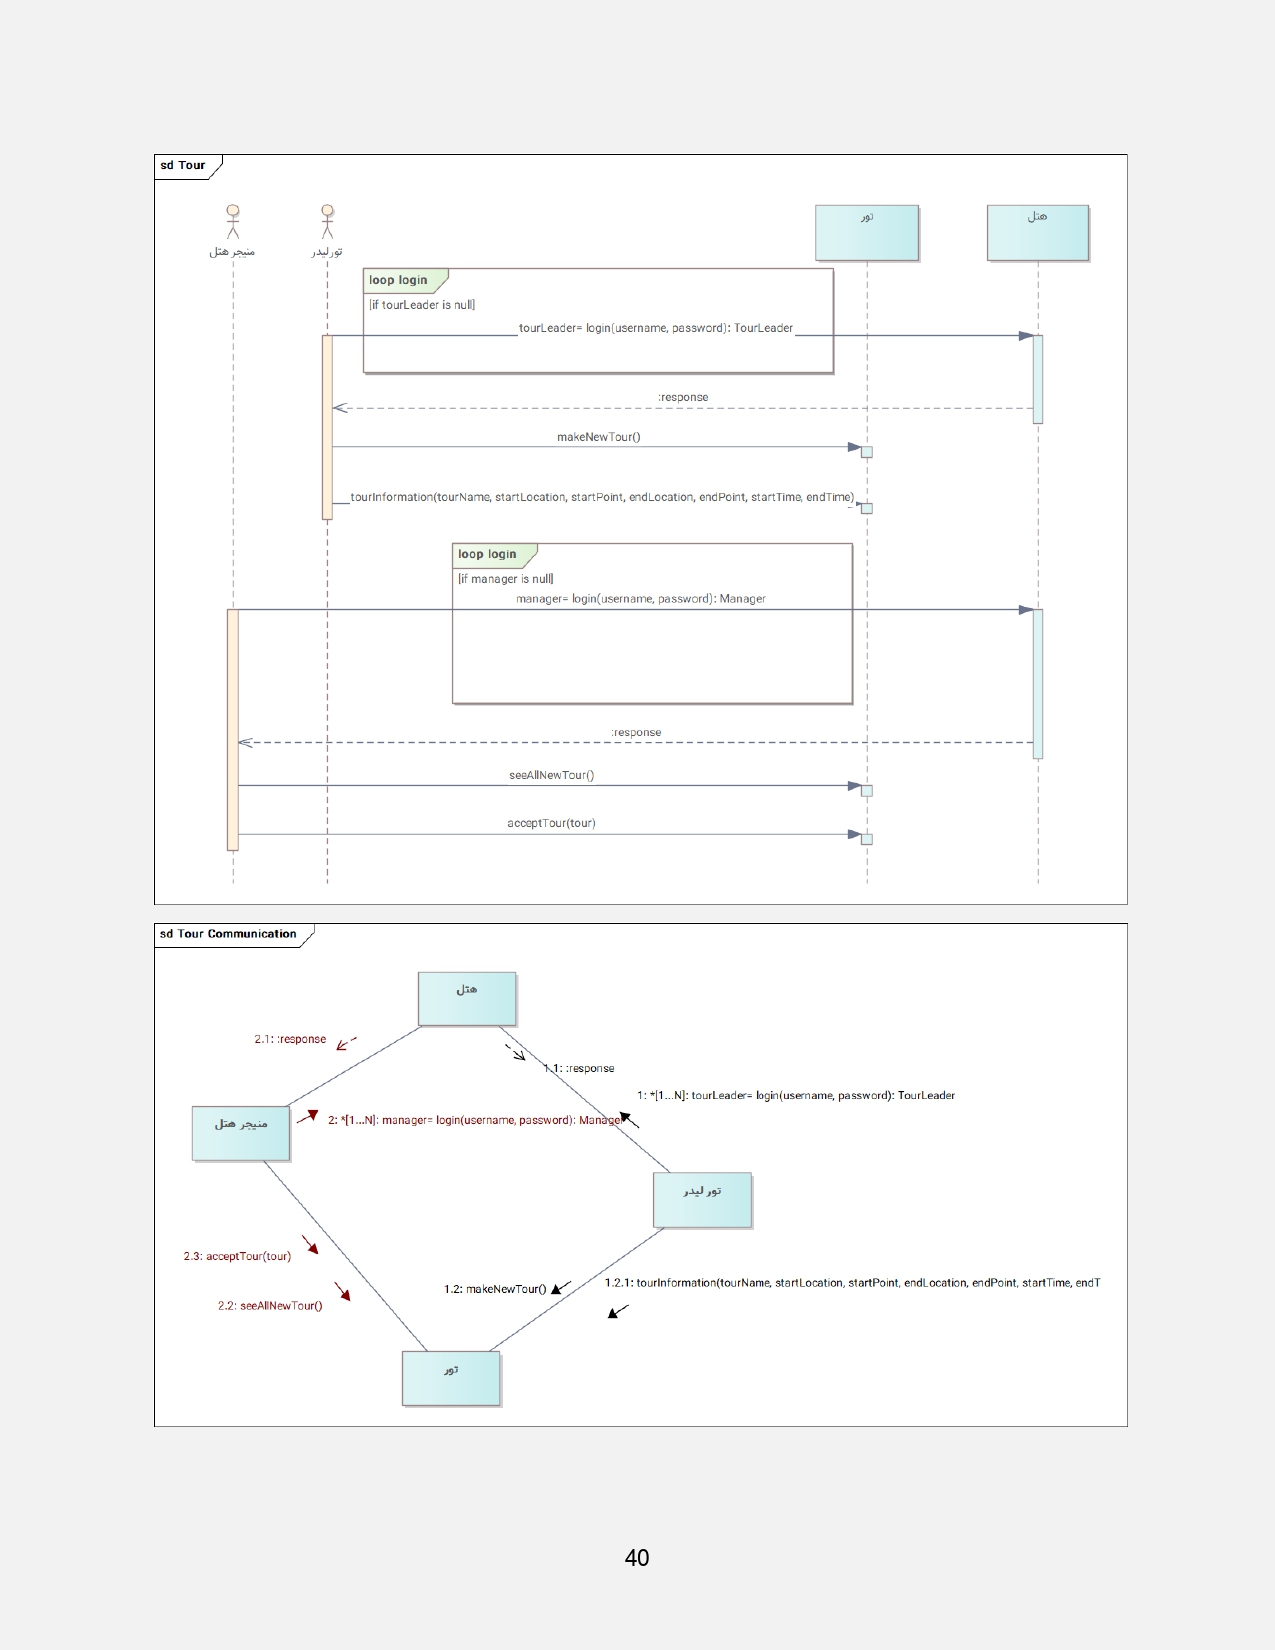 sd Tour
منیجر هتل
تورلیدر
تور
هتل
loop login
[if tourLeader is null]
tourLeader= login(username, password): TourLeader
:response
makeNewTour()
tourInformation(tourName, startLocation, startPoint, endLocation, endPoint, startTime, endTime)
loop login
[if manager is null]
manager= login(username, password): Manager
:response
seeAllNewTour()
acceptTour(tour)
sd Tour Communication
هتل
2.1: :response
1.1: :response
1: *[1...N]: tourLeader= login(username, password): TourLeader
منیجر هتل
2: *[1...N]: manager= login(username, password): Manager
تور لیدر
2.3: acceptTour(tour)
1.2: makeNewTour()
1.2.1: tourInformation(tourName, startLocation, startPoint, endLocation, endPoint, startTime, endT
2.2: seeAllNewTour()
تور
40